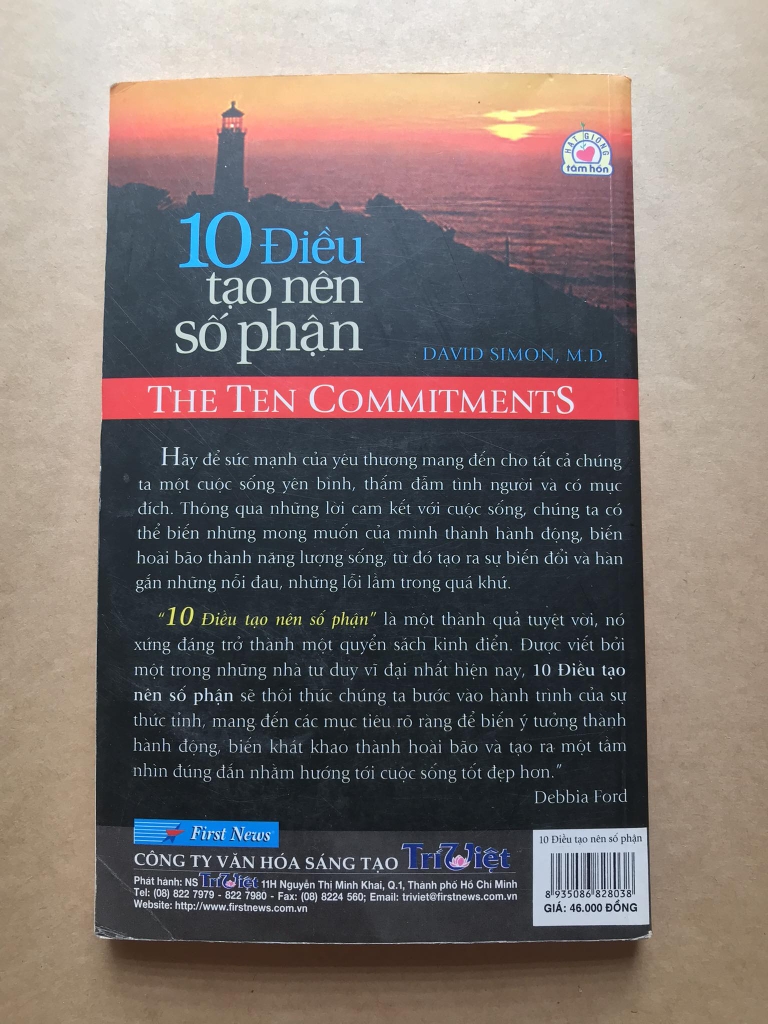 HẠT GIỐNG
tâm hồn
10 Điều
tạo nên
số phận
DAVID SIMON, M.D.
THE TEN COMMITMENTS
Hãy để sức mạnh của yêu thương mang đến cho tất cả chúng
ta một cuộc sống yên bình, thấm đẫm tình người và có mục
đích. Thông qua những lời cam kết với cuộc sống, chúng ta có
thể biến những mong muốn của mình thành hành động, biến
hoài bão thành năng lượng sống, từ đó tạo ra sự biến đổi và hàn
gắn những nỗi đau, những lỗi lầm trong quá khứ.
"10 Điều tạo nên số phận" là một thành quả tuyệt vời, nó
xứng đáng trở thành một quyển sách kinh điển. Được viết bởi
một trong những nhà tư duy vĩ đại nhất hiện nay, 10 Điều tạo
nên số phận sẽ thôi thúc chúng ta bước vào hành trình của sự
thức tỉnh, mang đến các mục tiêu rõ ràng để biến ý tưởng thành
hành động, biến khát khao thành hoài bão và tạo ra một tầm
nhìn đúng đắn nhằm hướng tới cuộc sống tốt đẹp hơn."
Debbia Ford
First News
CÔNG TY VĂN HÓA SÁNG TẠO Trí Việt
Phát hành: NS Trí Việt 11H Nguyễn Thị Minh Khai, Q.1, Thành phố Hồ Chí Minh
Tel: (08) 822 7979 - 822 7980 - Fax: (08) 8224 560; Email: triviet@firstnews.com.vn
Website: http://www.firstnews.com.vn
10 Điều tạo nên số phận
8 935086 828038
GIÁ: 46.000 ĐỒNG